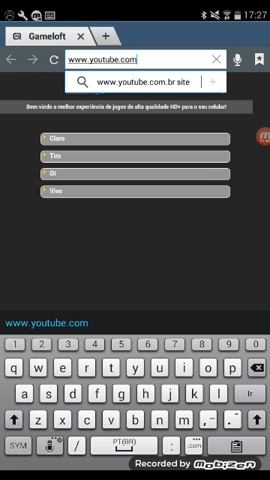 17:27
Gameloft
www.youtube.com
www.youtube.com.br site
Bem vindo a melhor experiência de jogos de alta qualidade HD+ para o seu celular!
Claro
Tim
Oi
Vivo
www.youtube.com
1 2 3 4 5 6 7 8 9 0
q w e r t y u i o p
a s d f g h j k l Ir
z x c v b n m ,- .-
SYM / PT(BR) : .com
Recorded by MOBIZEN